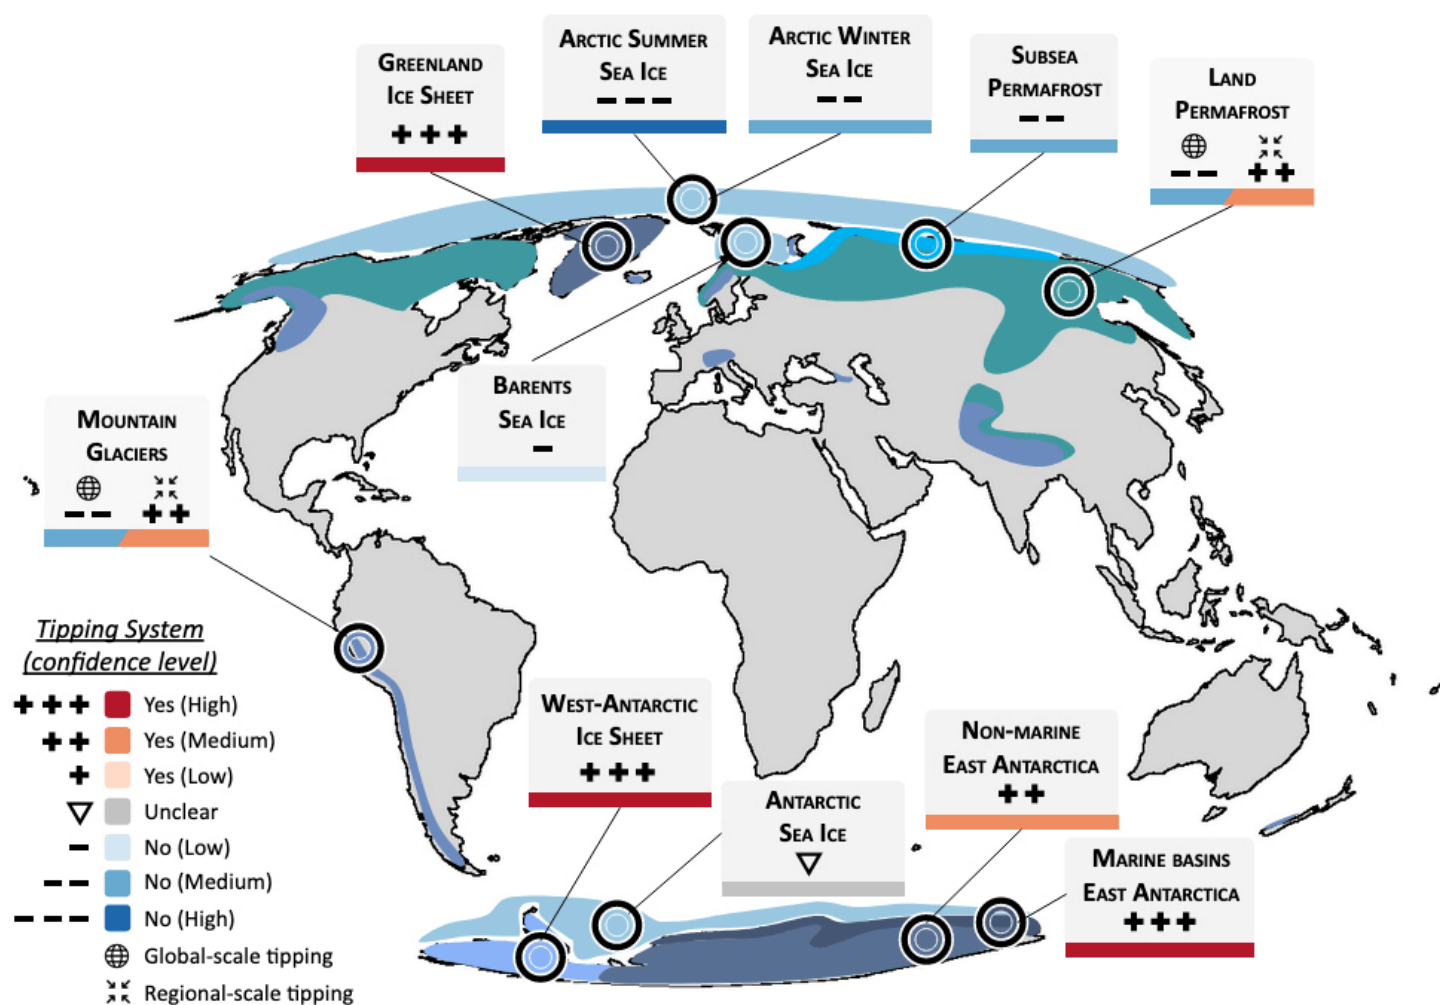 Arctic Summer
Sea Ice
− − −
Arctic Winter
Sea Ice
− −
Greenland
Ice Sheet
+ + +
Subsea
Permafrost
− −
Land
Permafrost
− − + +
Barents
Sea Ice
−
Mountain
Glaciers
− − + +
Tipping System
(confidence level)
+ + + Yes (High)
+ + Yes (Medium)
+ Yes (Low)
▽ Unclear
− No (Low)
− − No (Medium)
− − − No (High)
Global-scale tipping
Regional-scale tipping
West-Antarctic
Ice Sheet
+ + +
Antarctic
Sea Ice
▽
Non-marine
East Antarctica
+ +
Marine basins
East Antarctica
+ + +